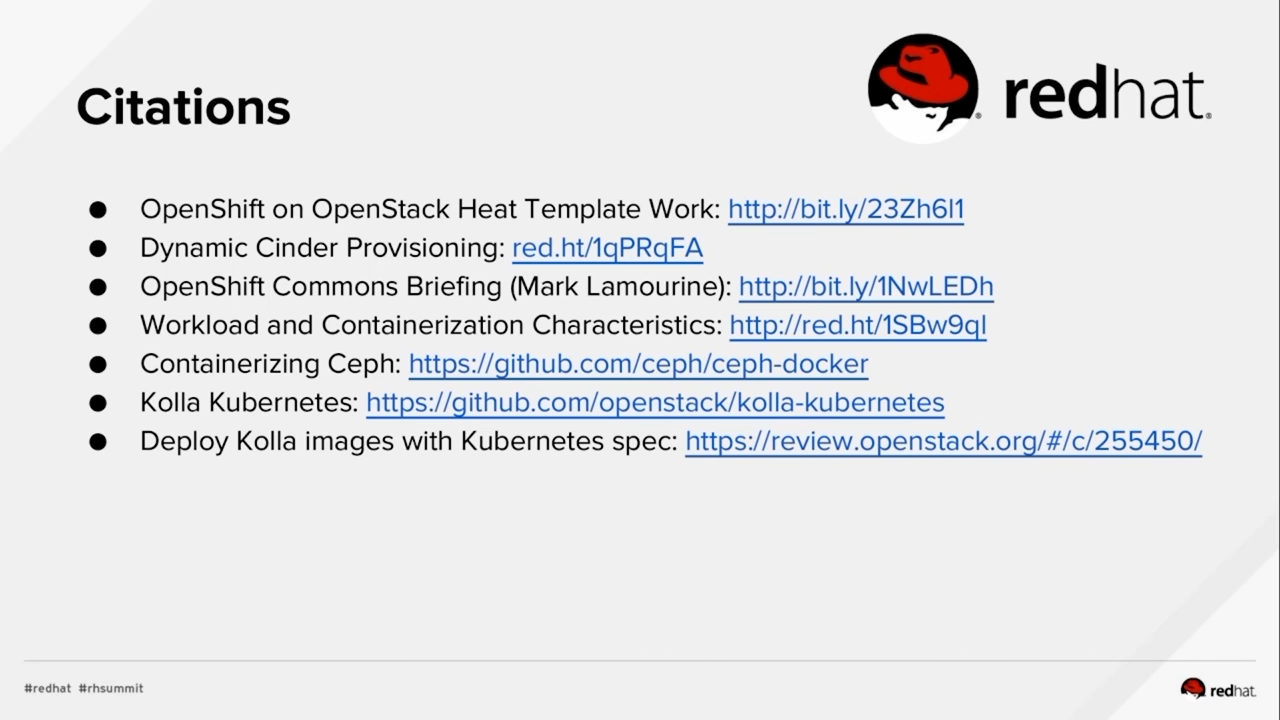 Citations
redhat.
● OpenShift on OpenStack Heat Template Work: http://bit.ly/23Zh6l1
● Dynamic Cinder Provisioning: red.ht/1qPRqFA
● OpenShift Commons Briefing (Mark Lamourine): http://bit.ly/1NwLEDh
● Workload and Containerization Characteristics: http://red.ht/1SBw9ql
● Containerizing Ceph: https://github.com/ceph/ceph-docker
● Kolla Kubernetes: https://github.com/openstack/kolla-kubernetes
● Deploy Kolla images with Kubernetes spec: https://review.openstack.org/#/c/255450/
#redhat #rhsummit
redhat.